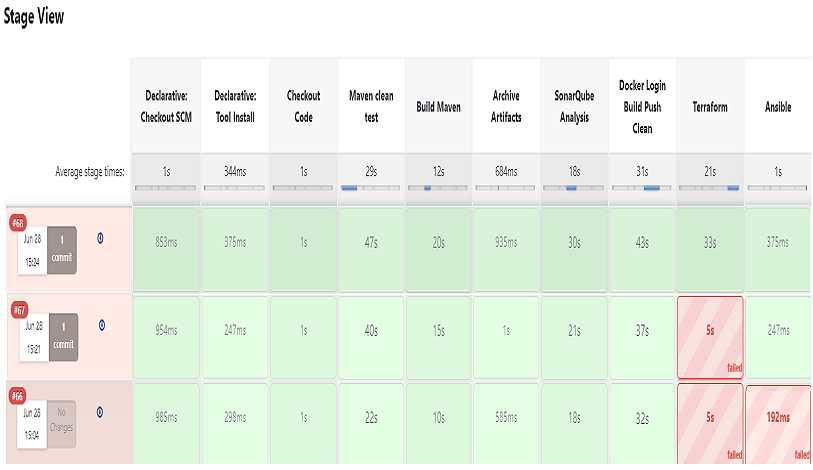 Stage View
Declarative: Checkout SCM
Declarative: Tool Install
Checkout Code
Maven clean test
Build Maven
Archive Artifacts
SonarQube Analysis
Docker Login Build Push Clean
Terraform
Ansible
Average stage times:
1s 344ms 1s 29s 12s 684ms 18s 31s 21s 1s
#68
Jun 28
15:24
1
commit
853ms 375ms 1s 47s 20s 935ms 30s 43s 33s 375ms
#67
Jun 28
15:21
1
commit
954ms 247ms 1s 40s 15s 1s 21s 37s 5s 247ms
failed
#66
Jun 28
15:04
No
Changes
985ms 298ms 1s 22s 10s 585ms 18s 32s 5s 192ms
failed failed